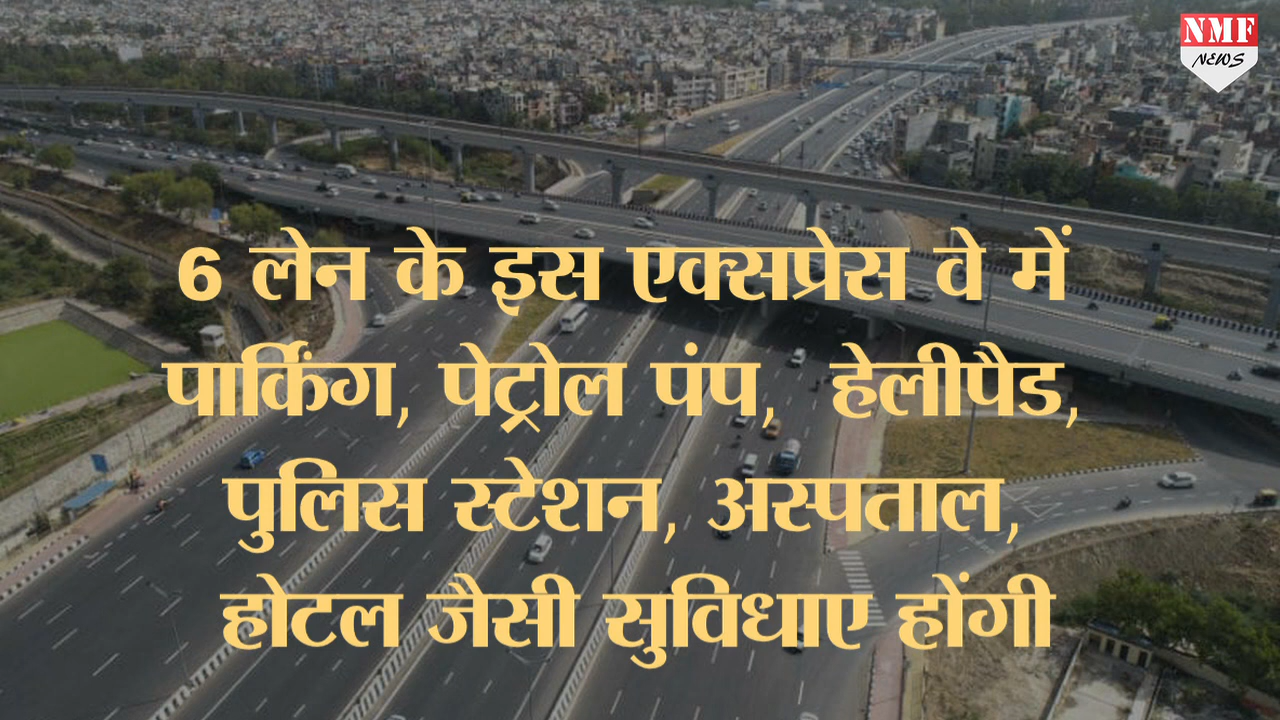 NMF
NEWS
6 लेन के इस एक्सप्रेस वे में
पार्किंग, पेट्रोल पंप, हेलीपैड,
पुलिस स्टेशन, अस्पताल,
होटल जैसी सुविधाए होंगी